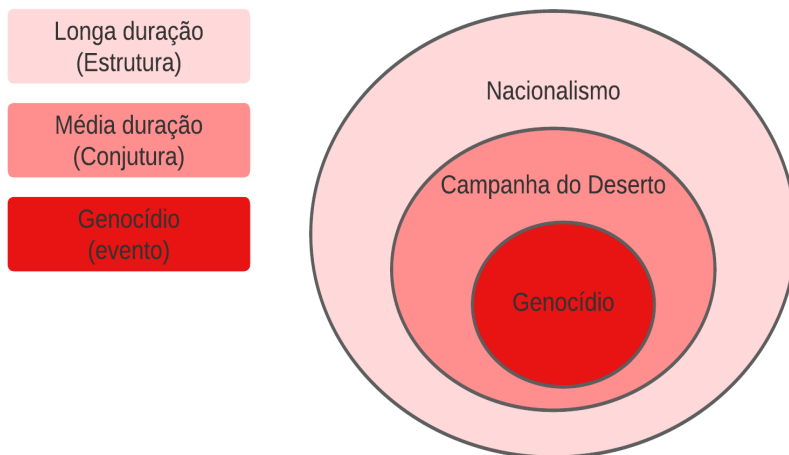 Longa duração
(Estrutura)
Média duração
(Conjutura)
Genocídio
(evento)
Nacionalismo
Campanha do Deserto
Genocídio